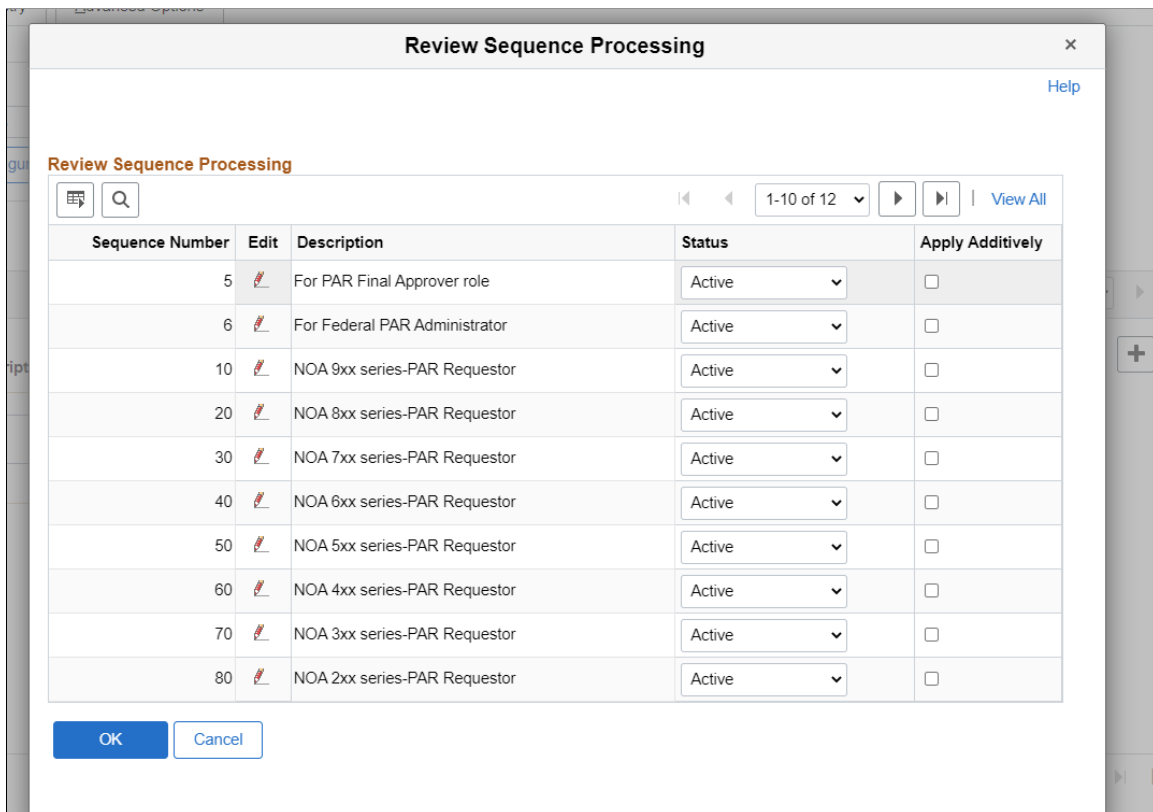 Advanced Options
Review Sequence Processing ×
Help
Review Sequence Processing
1-10 of 12 | View All
Sequence Number Edit Description Status Apply Additively
5 For PAR Final Approver role Active
6 For Federal PAR Administrator Active
10 NOA 9xx series-PAR Requestor Active
20 NOA 8xx series-PAR Requestor Active
30 NOA 7xx series-PAR Requestor Active
40 NOA 6xx series-PAR Requestor Active
50 NOA 5xx series-PAR Requestor Active
60 NOA 4xx series-PAR Requestor Active
70 NOA 3xx series-PAR Requestor Active
80 NOA 2xx series-PAR Requestor Active
OK Cancel